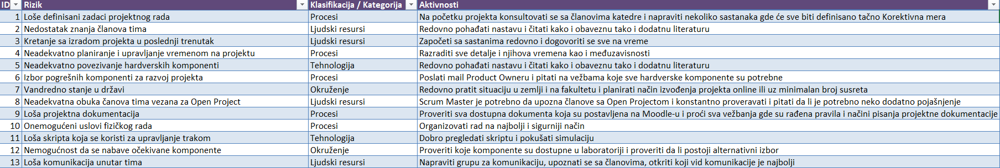 ID Rizik Klasifikacija / Kategorija Aktivnosti
1 Loše definisani zadaci projektnog rada Procesi Na početku projekta konsultovati se sa članovima katedre i napraviti nekoliko sastanaka gde će sve biti definisano tačno Korektivna mera
2 Nedostatak znanja članova tima Ljudski resursi Redovno pohađati nastavu i čitati kako i obaveznu tako i dodatnu literaturu
3 Kretanje sa izradom projekta u poslednji trenutak Ljudski resursi Započeti sa sastanima redovno i dogovoriti se sve na vreme
4 Neadekvatno planiranje i upravljanje vremenom na projektu Procesi Razraditi sve detalje i njihova vremena kao i međuzavisnosti
5 Neadekvatno povezivanje hardverskih komponenti Tehnologija Redovno pohađati nastavu i čitati kako i obaveznu tako i dodatnu literaturu
6 Izbor pogrešnih komponenti za razvoj projekta Procesi Poslati mail Product Owneru i pitati na vežbama koje sve hardverske komponente su potrebne
7 Vandredno stanje u državi Okruženje Redovno pratit situaciju u zemlji i na fakultetu i planirati način izvođenja projekta online ili uz minimalan broj susreta
8 Neadekvatna obuka čanova tima vezana za Open Project Ljudski resursi Scrum Master je potrebno da upozna članove sa Open Projectom i konstantno proveravati i pitati da li je potrebno neko dodatno pojašnjenje
9 Loša projektna dokumentacija Procesi Proveriti sva dostupna dokumenta koja su postavljena na Moodle-u i proći sva vežbanja gde su rađena pravila i načini pisanja projektne dokumentacije
10 Onemogućeni uslovi fizičkog rada Procesi Organizovati rad na najbolji i sigurniji način
11 Loša skripta koja se koristi za upravljanje trakom Tehnologija Dobro pregledati skriptu i pokušati simulaciju
12 Nemogućnost da se nabave očekivane komponente Okruženje Proveriti koje komponente su dostupne u laboratoriji i proveriti da li postoji alternativni izbor
13 Loša komunikacija unutar tima Ljudski resursi Napraviti grupu za komunikaciju, upoznati se sa članovima, otkriti koji vid komunikacije je najbolji